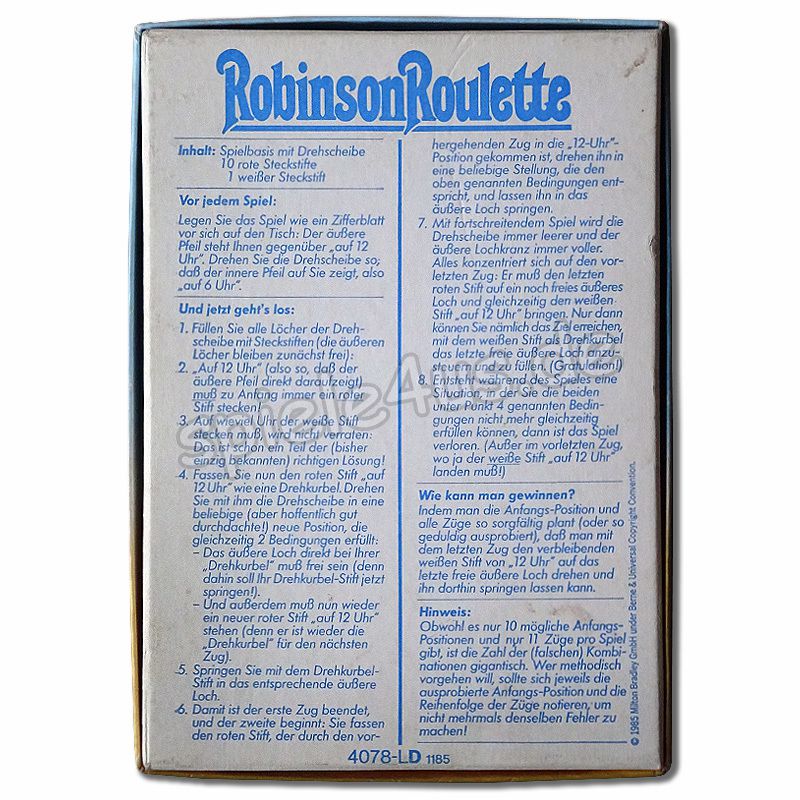 RobinsonRoulette
Inhalt: Spielbasis mit Drehscheibe
10 rote Steckstifte
1 weißer Steckstift
Vor jedem Spiel:
Legen Sie das Spiel wie ein Zifferblatt
vor sich auf den Tisch: Der äußere
Pfeil steht Ihnen gegenüber „auf 12
Uhr“. Drehen Sie die Drehscheibe so;
daß der innere Pfeil auf Sie zeigt, also
„auf 6 Uhr“.
Und jetzt geht's los:
1. Füllen Sie alle Löcher der Dreh-
scheibe mit Steckstiften (die äußeren
Löcher bleiben zunächst frei):
2. „Auf 12 Uhr“ (also so, daß der
äußere Pfeil direkt darauf zeigt)
muß zu Anfang immer ein roter
Stift stecken!
3. Auf wieviel Uhr der weiße Stift
stecken muß, wird nicht verraten:
Das ist schon ein Teil der (bisher
einzig bekannten) richtigen Lösung!
4. Fassen Sie nun den roten Stift „auf
12 Uhr“ wie eine Drehkurbel. Drehen
Sie mit ihm die Drehscheibe in eine
beliebige (aber hoffentlich gut
durchdachte!) neue Position, die
gleichzeitig 2 Bedingungen erfüllt:
– Das äußere Loch direkt bei Ihrer
„Drehkurbel“ muß frei sein (denn
dahin soll Ihr Drehkurbel-Stift jetzt
springen!).
– Und außerdem muß nun wieder
ein neuer roter Stift „auf 12 Uhr“
stehen (denn er ist wieder die
„Drehkurbel“ für den nächsten
Zug).
5. Springen Sie mit dem Drehkurbel-
Stift in das entsprechende äußere
Loch.
6. Damit ist der erste Zug beendet,
und der zweite beginnt: Sie fassen
den roten Stift, der durch den vor-
hergehenden Zug in die „12-Uhr“-
Position gekommen ist, drehen ihn in
eine beliebige Stellung, die den
oben genannten Bedingungen ent-
spricht, und lassen ihn in das
äußere Loch springen.
7. Mit fortschreitendem Spiel wird die
Drehscheibe immer leerer und der
äußere Lochkranz immer voller.
Alles konzentriert sich auf den vor-
letzten Zug: Er muß den letzten
roten Stift auf ein noch freies äußeres
Loch und gleichzeitig den weißen
Stift „auf 12 Uhr“ bringen. Nur dann
können Sie nämlich das Ziel erreichen,
mit dem weißen Stift als Drehkurbel
das letzte freie äußere Loch anzu-
steuern und zu füllen. (Gratulation!)
8. Entsteht während des Spieles eine
Situation, in der Sie die beiden
unter Punkt 4 genannten Bedin-
gungen nicht mehr gleichzeitig
erfüllen können, dann ist das Spiel
verloren. (Außer im vorletzten Zug,
wo ja der weiße Stift „auf 12 Uhr“
landen muß!)
Wie kann man gewinnen?
Indem man die Anfangs-Position und
alle Züge so sorgfältig plant (oder so
geduldig ausprobiert), daß man mit
dem letzten Zug den verbleibenden
weißen Stift von "12 Uhr" auf das
letzte freie äußere Loch drehen und
ihn dorthin springen lassen kann.
Hinweis:
Obwohl es nur 10 mögliche Anfangs-
Positionen und nur 11 Züge pro Spiel
gibt, ist die Zahl der (falschen) Kombi-
nationen gigantisch. Wer methodisch
vorgehen will, sollte sich jeweils die
ausprobierte Anfangs-Position und die
Reihenfolge der Züge notieren, um
nicht mehrmals denselben Fehler zu
machen!
© 1985 Milton Bradley GmbH under Berne & Universal Copyright Convention.
4078-LD 1185
spiele4us.de